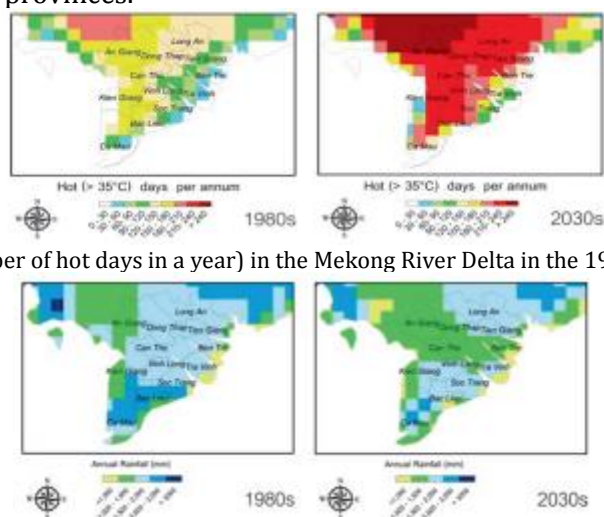 provinces.
Long An
An Giang Dong Thap Tien Giang
Can Tho Ben Tre
Vinh Long Tra Vinh
Kien Giang
Soc Trang
Bac Lieu
Ca Mau
Hot (> 35°C) days per annum
1980s
Long An
An Giang Dong Thap Tien Giang
Can Tho Ben Tre
Vinh Long Tra Vinh
Kien Giang
Soc Trang
Bac Lieu
Ca Mau
Hot (> 35°C) days per annum
2030s
ber of hot days in a year) in the Mekong River Delta in the 19
Long An
An Giang Dong Thap Tien Giang
Can Tho Ben Tre
Vinh Long Tra Vinh
Kien Giang
Soc Trang
Bac Lieu
Ca Mau
Annual Rainfall (mm)
1980s
Long An
An Giang Dong Thap Tien Giang
Can Tho Ben Tre
Vinh Long Tra Vinh
Kien Giang
Soc Trang
Bac Lieu
Ca Mau
Annual Rainfall (mm)
2030s